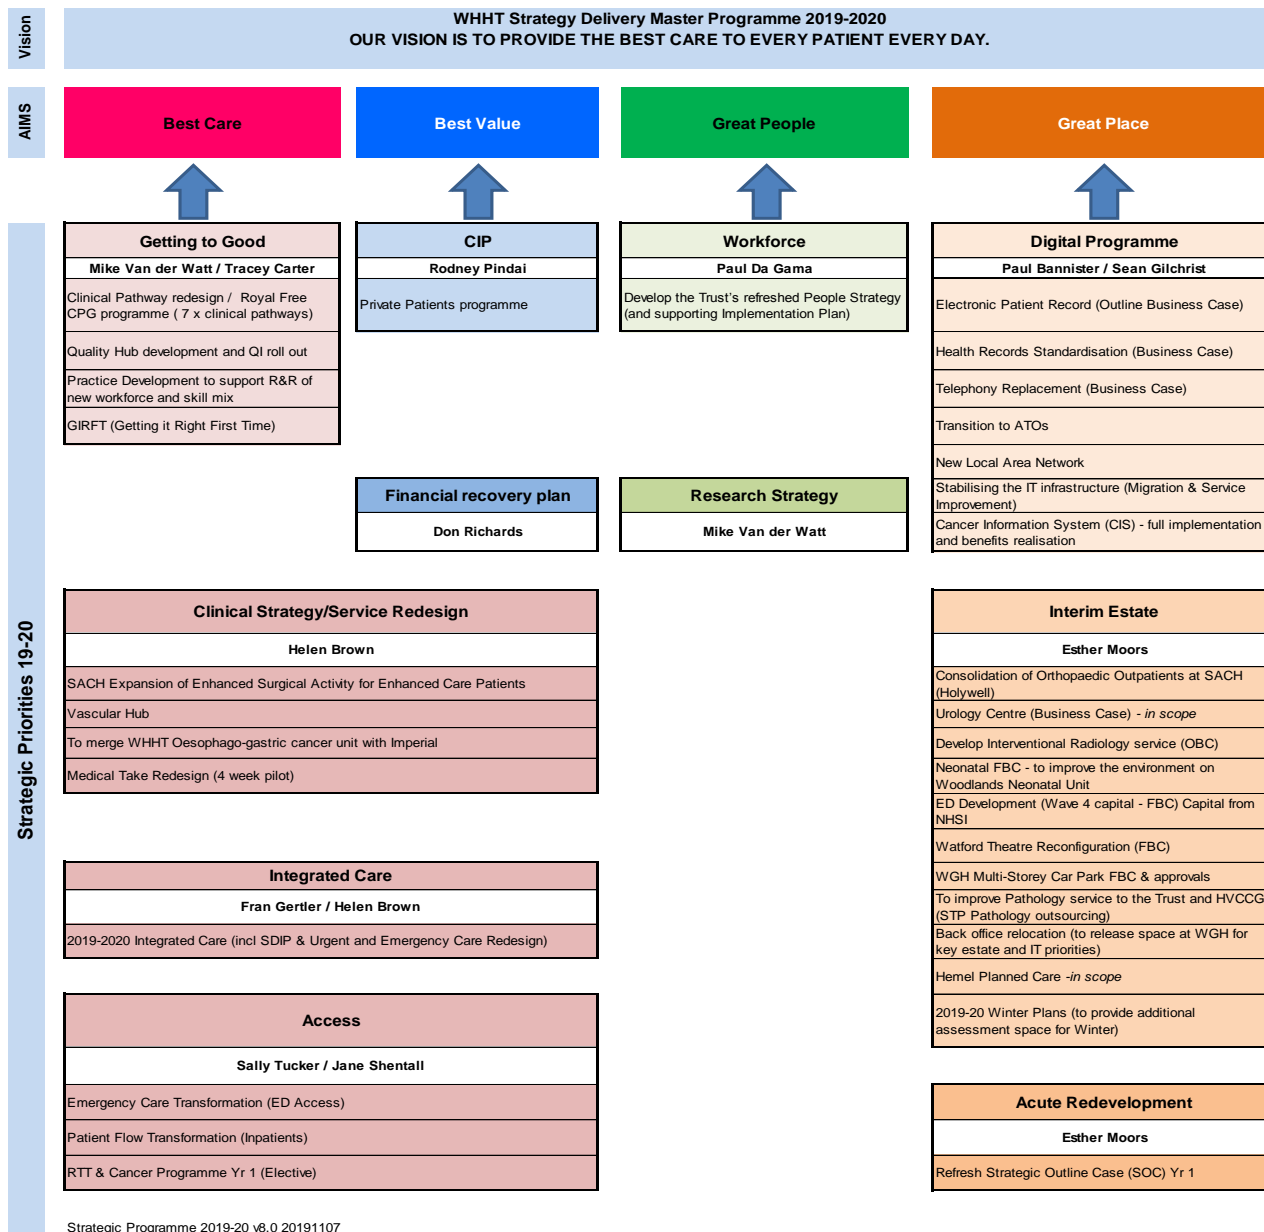 Vision
WHHT Strategy Delivery Master Programme 2019-2020
OUR VISION IS TO PROVIDE THE BEST CARE TO EVERY PATIENT EVERY DAY.
AIMS
Best Care
Best Value
Great People
Great Place
Strategic Priorities 19-20
Getting to Good
Mike Van der Watt / Tracey Carter
Clinical Pathway redesign / Royal Free
CPG programme ( 7 x clinical pathways)
Quality Hub development and QI roll out
Practice Development to support R&R of
new workforce and skill mix
GIRFT (Getting it Right First Time)
CIP
Rodney Pindai
Private Patients programme
Workforce
Paul Da Gama
Develop the Trust's refreshed People Strategy
(and supporting Implementation Plan)
Digital Programme
Paul Bannister / Sean Gilchrist
Electronic Patient Record (Outline Business Case)
Health Records Standardisation (Business Case)
Telephony Replacement (Business Case)
Transition to ATOs
New Local Area Network
Stabilising the IT infrastructure (Migration & Service
Improvement)
Cancer Information System (CIS) - full implementation
and benefits realisation
Financial recovery plan
Don Richards
Research Strategy
Mike Van der Watt
Clinical Strategy/Service Redesign
Helen Brown
SACH Expansion of Enhanced Surgical Activity for Enhanced Care Patients
Vascular Hub
To merge WHHT Oesophago-gastric cancer unit with Imperial
Medical Take Redesign (4 week pilot)
Interim Estate
Esther Moors
Consolidation of Orthopaedic Outpatients at SACH
(Holywell)
Urology Centre (Business Case) - in scope
Develop Interventional Radiology service (OBC)
Neonatal FBC - to improve the environment on
Woodlands Neonatal Unit
ED Development (Wave 4 capital - FBC) Capital from
NHSI
Watford Theatre Reconfiguration (FBC)
WGH Multi-Storey Car Park FBC & approvals
To improve Pathology service to the Trust and HVCCG
(STP Pathology outsourcing)
Back office relocation (to release space at WGH for
key estate and IT priorities)
Hemel Planned Care -in scope
2019-20 Winter Plans (to provide additional
assessment space for Winter)
Integrated Care
Fran Gertler / Helen Brown
2019-2020 Integrated Care (incl SDIP & Urgent and Emergency Care Redesign)
Access
Sally Tucker / Jane Shentall
Emergency Care Transformation (ED Access)
Patient Flow Transformation (Inpatients)
RTT & Cancer Programme Yr 1 (Elective)
Acute Redevelopment
Esther Moors
Refresh Strategic Outline Case (SOC) Yr 1
Strategic Programme 2019-20 v8.0 20191107